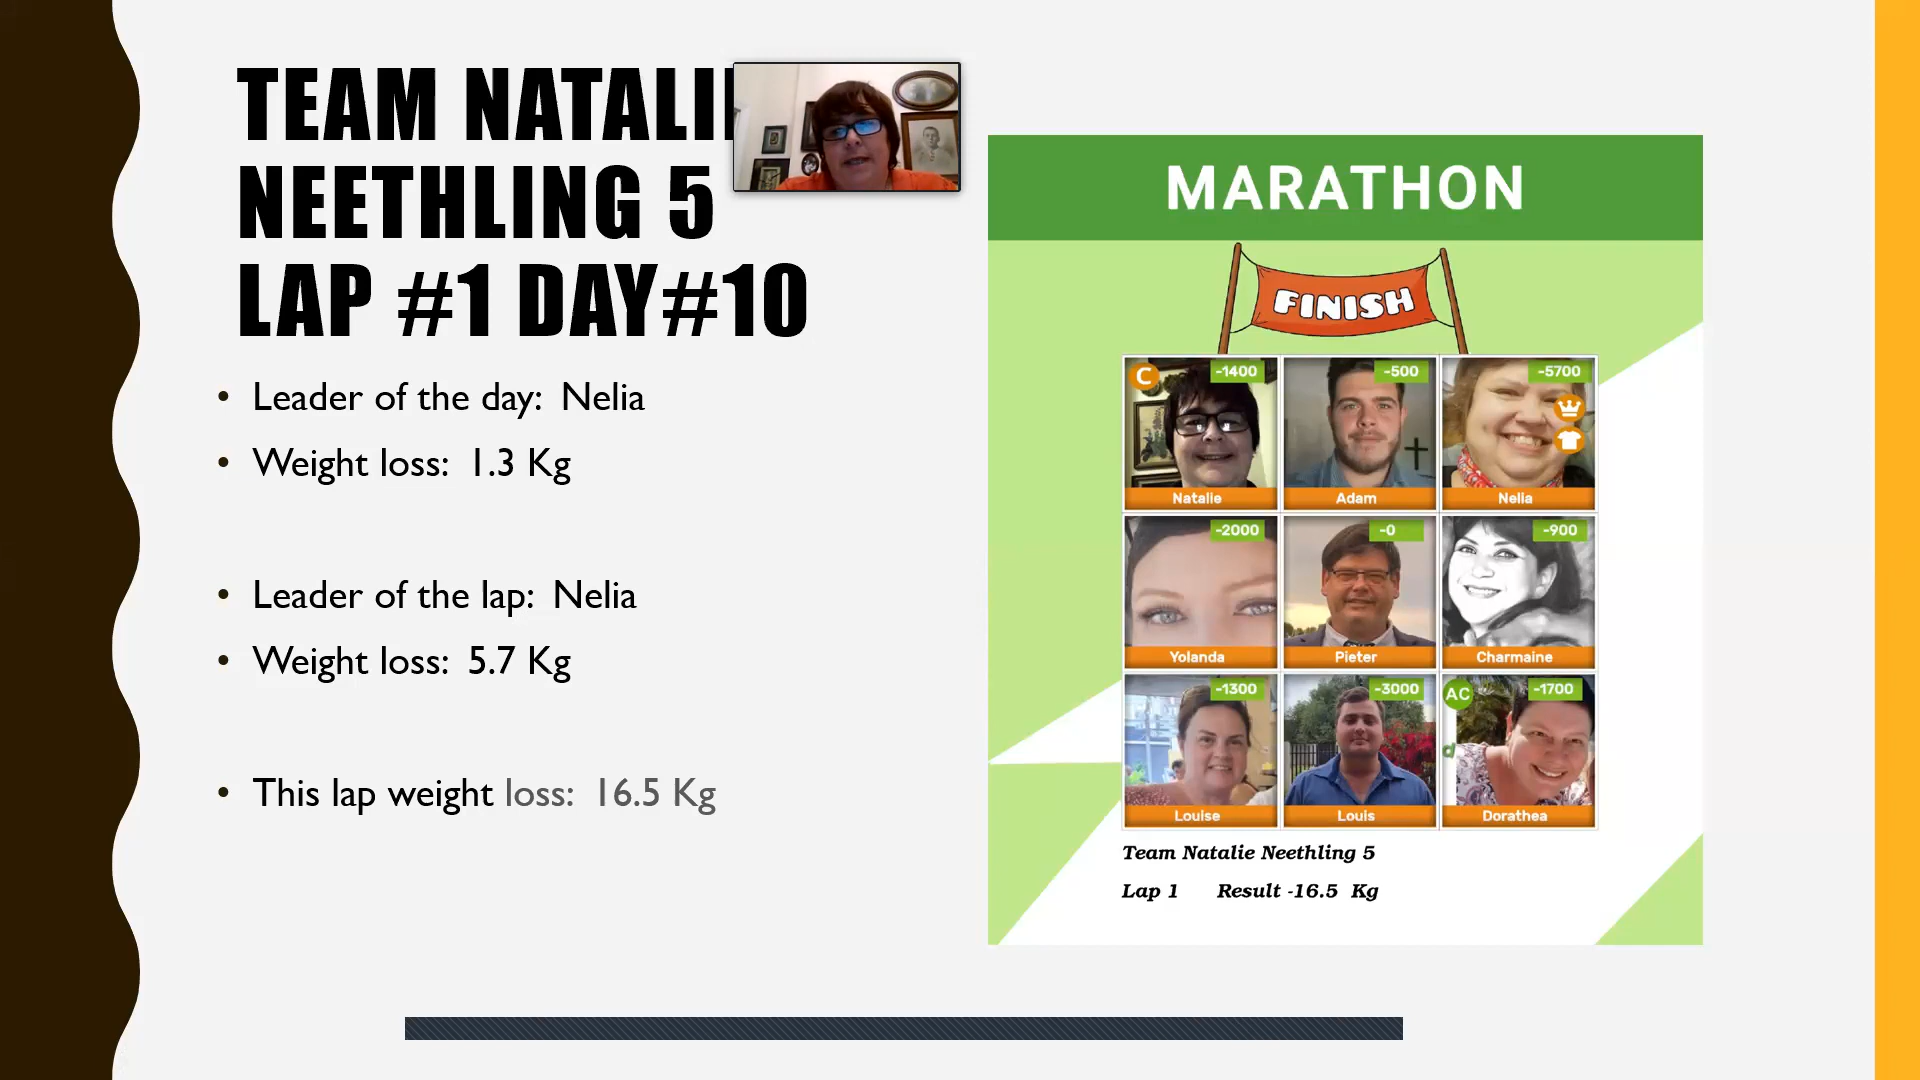 TEAM NATALIE
NEETHLING 5
LAP #1 DAY#10
• Leader of the day: Nelia
• Weight loss: 1.3 Kg
• Leader of the lap: Nelia
• Weight loss: 5.7 Kg
• This lap weight loss: 16.5 Kg
MARATHON
FINISH
C -1400 -500 -5700
Natalie Adam Nelia
-2000 -0 -900
Yolanda Pieter Charmaine
-1300 -3000 AC -1700
d
Louise Louis Dorathea
Team Natalie Neethling 5
Lap 1 Result -16.5 Kg